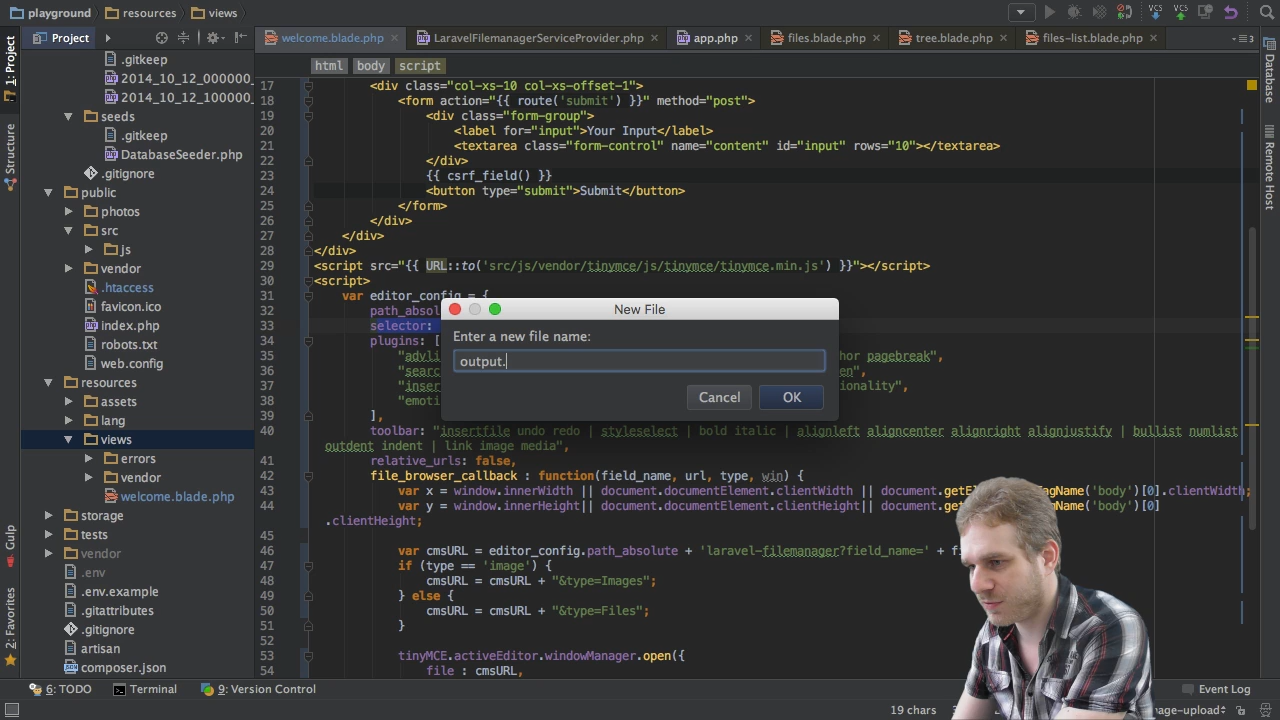 playground resources views
1: Project
Project
welcome.blade.php LaravelFilemanagerServiceProvider.php app.php files.blade.php tree.blade.php files-list.blade.php
html body script
.gitkeep
2014_10_12_000000_
2014_10_12_100000_
seeds
.gitkeep
DatabaseSeeder.php
.gitignore
public
photos
src
js
vendor
.htaccess
favicon.ico
index.php
robots.txt
web.config
resources
assets
lang
views
errors
vendor
welcome.blade.php
storage
tests
vendor
.env
.env.example
.gitattributes
.gitignore
artisan
composer.json
Structure
Gulp
2: Favorites
17 <div class="col-xs-10 col-xs-offset-1">
18 <form action="{{ route('submit') }}" method="post">
19 <div class="form-group">
20 <label for="input">Your Input</label>
21 <textarea class="form-control" name="content" id="input" rows="10"></textarea>
22 </div>
23 {{ csrf_field() }}
24 <button type="submit">Submit</button>
25 </form>
26 </div>
27 </div>
28 </div>
29 <script src="{{ URL::to('src/js/vendor/tinymce/js/tinymce/tinymce.min.js') }}"></script>
30 <script>
31 var editor_config = {
32 path_absol
33 selector:
34 plugins: [
35 "advli hor pagebreak",
36 "searc en",
37 "inser ionality",
38 "emoti
39 ],
40 toolbar: "insertfile undo redo | styleselect | bold italic | alignleft aligncenter alignright alignjustify | bullist numlist
outdent indent | link image media",
41 relative_urls: false,
42 file_browser_callback : function(field_name, url, type, win) {
43 var x = window.innerWidth || document.documentElement.clientWidth || document.getEl agName('body')[0].clientWidth;
44 var y = window.innerHeight|| document.documentElement.clientHeight|| document.get gName('body')[0]
.clientHeight;
45
46 var cmsURL = editor_config.path_absolute + 'laravel-filemanager?field_name=' + f
47 if (type == 'image') {
48 cmsURL = cmsURL + "&type=Images";
49 } else {
50 cmsURL = cmsURL + "&type=Files";
51 }
52
53 tinyMCE.activeEditor.windowManager.open({
54 file : cmsURL,
New File
Enter a new file name:
output.
Cancel OK
VCS VCS
Database
Remote Host
6: TODO Terminal 9: Version Control Event Log
19 chars nage-upload